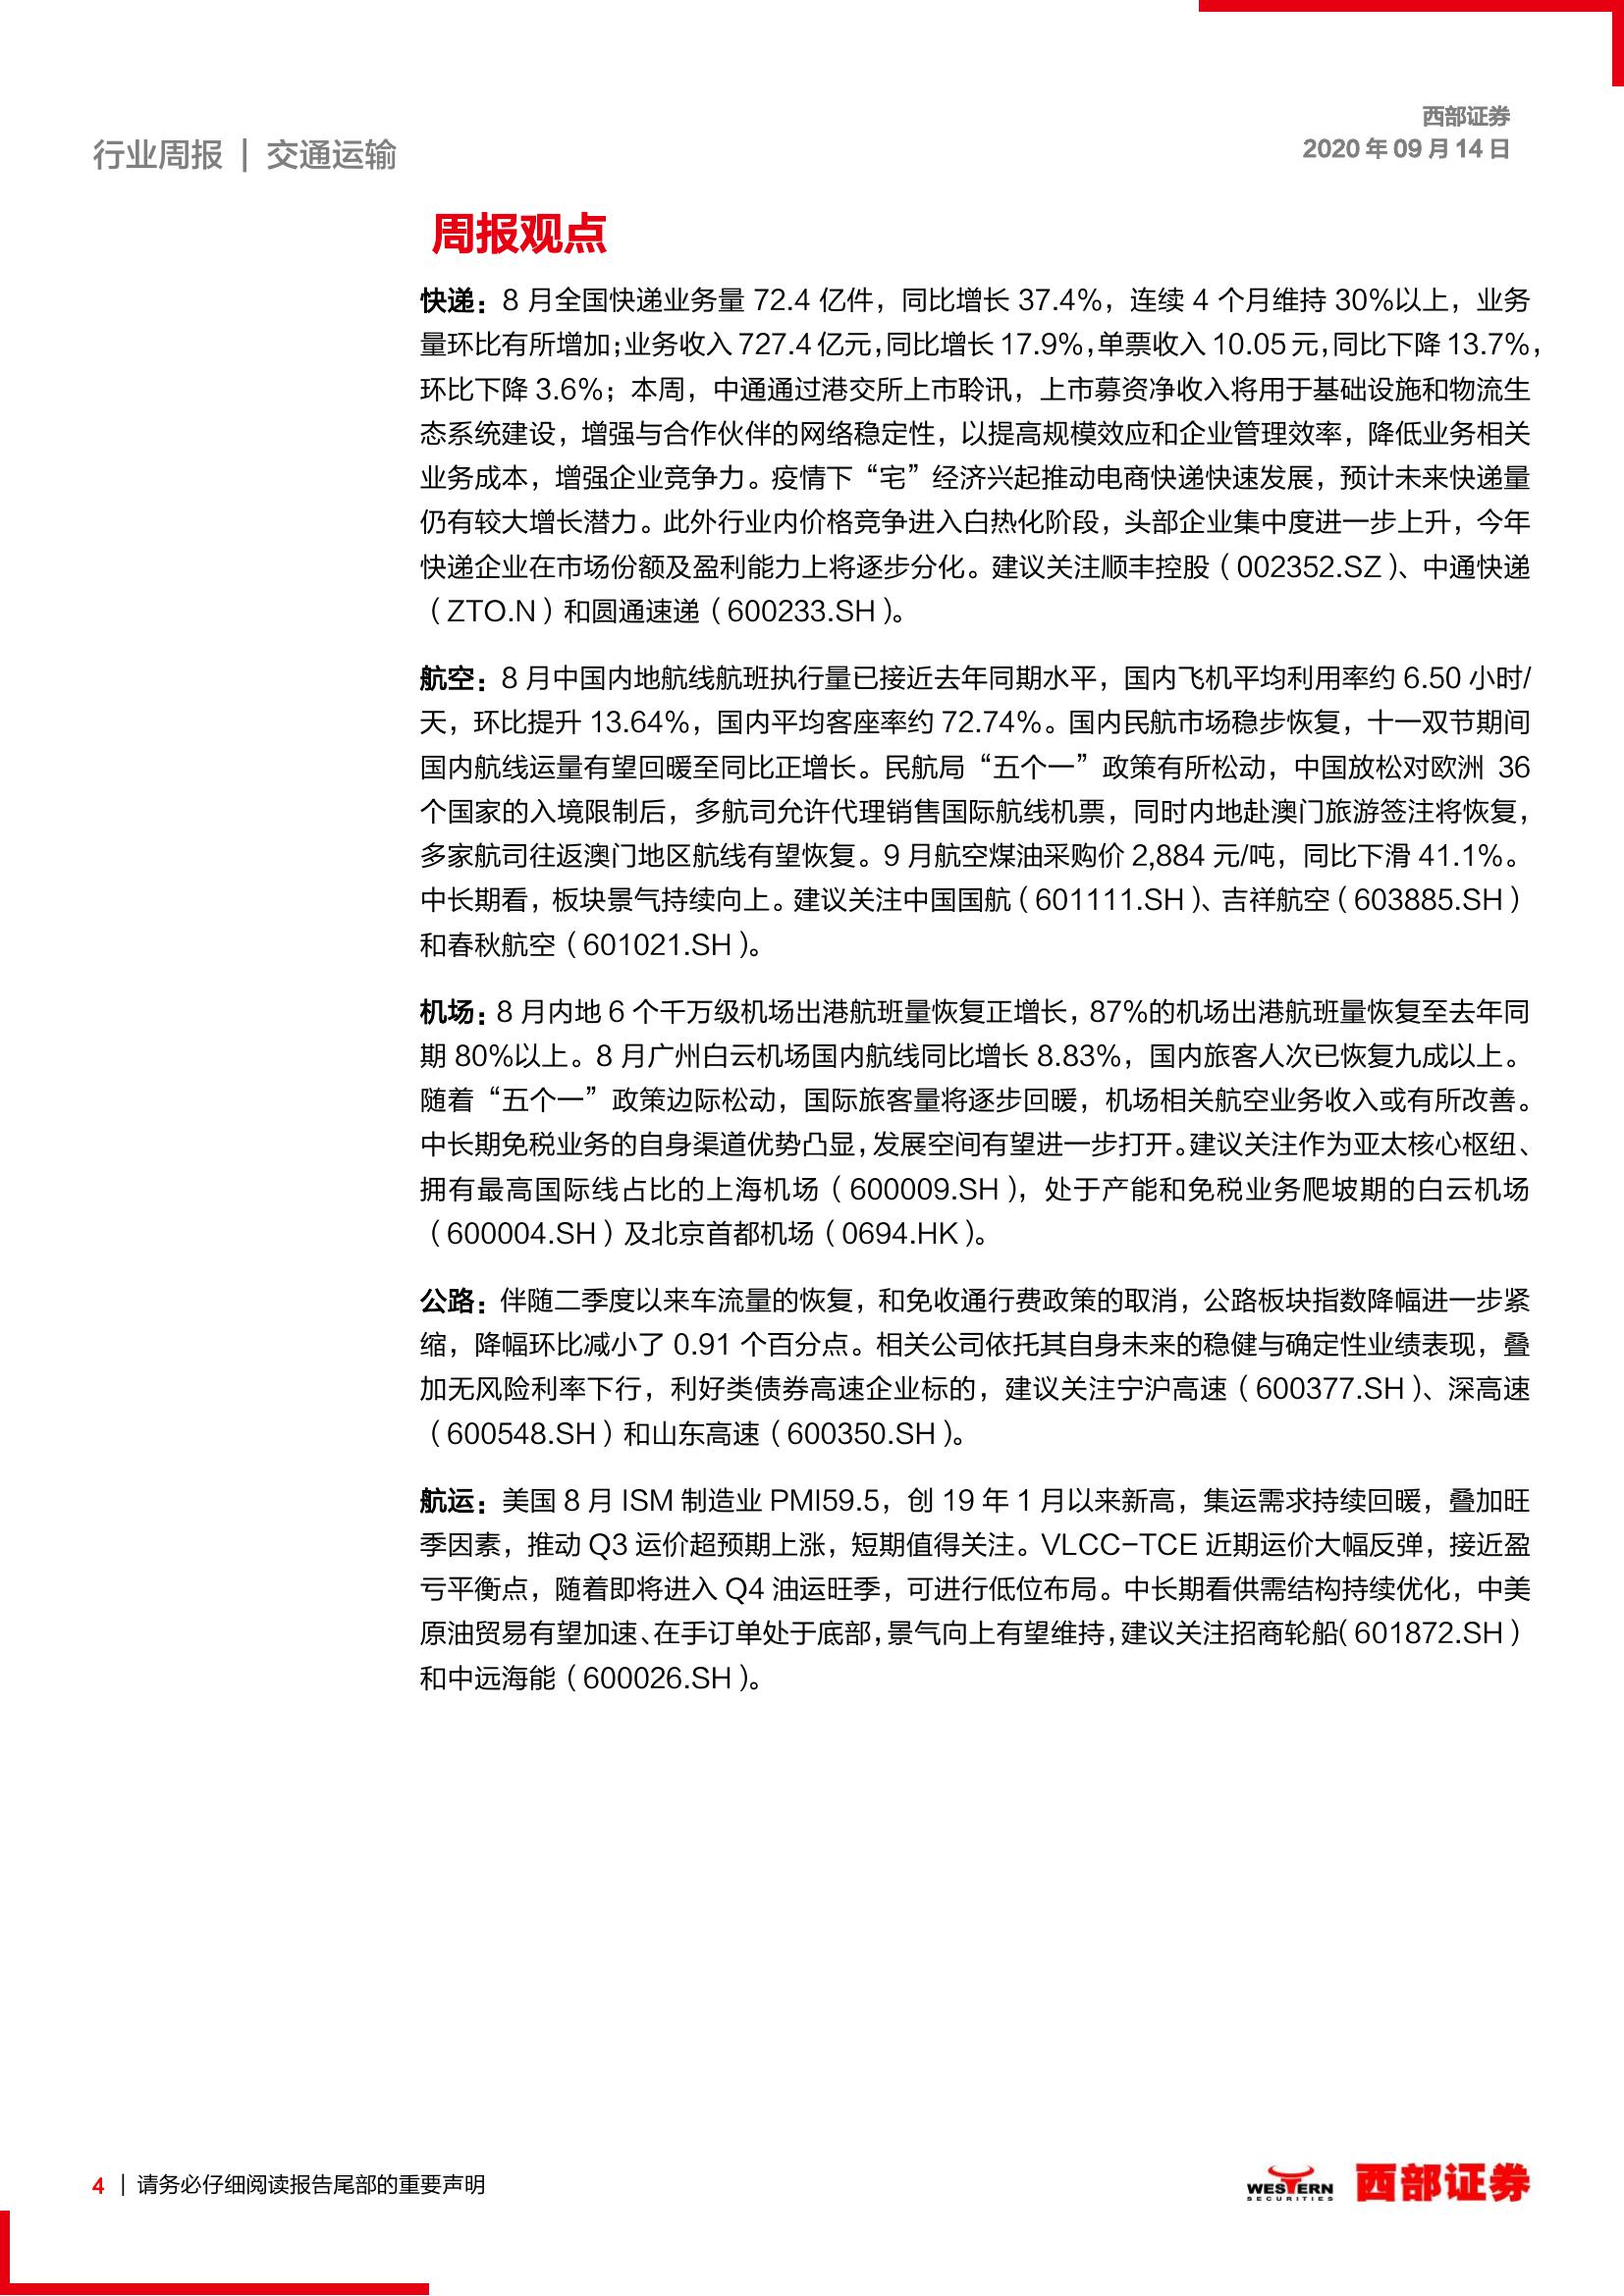 西部证券
2020 年 09 月 14 日
行业周报 | 交通运输
周报观点
快递：8 月全国快递业务量 72.4 亿件，同比增长 37.4%，连续 4 个月维持 30%以上，业务
量环比有所增加；业务收入 727.4 亿元，同比增长 17.9%，单票收入 10.05 元，同比下降 13.7%，
环比下降 3.6%；本周，中通通过港交所上市聆讯，上市募资净收入将用于基础设施和物流生
态系统建设，增强与合作伙伴的网络稳定性，以提高规模效应和企业管理效率，降低业务相关
业务成本，增强企业竞争力。疫情下“宅”经济兴起推动电商快递快速发展，预计未来快递量
仍有较大增长潜力。此外行业内价格竞争进入白热化阶段，头部企业集中度进一步上升，今年
快递企业在市场份额及盈利能力上将逐步分化。建议关注顺丰控股（002352.SZ）、中通快递
（ZTO.N）和圆通速递（600233.SH）。
航空：8 月中国内地航线航班执行量已接近去年同期水平，国内飞机平均利用率约 6.50 小时/
天，环比提升 13.64%，国内平均客座率约 72.74%。国内民航市场稳步恢复，十一双节期间
国内航线运量有望回暖至同比正增长。民航局“五个一”政策有所松动，中国放松对欧洲 36
个国家的入境限制后，多航司允许代理销售国际航线机票，同时内地赴澳门旅游签注将恢复，
多家航司往返澳门地区航线有望恢复。9 月航空煤油采购价 2,884 元/吨，同比下滑 41.1%。
中长期看，板块景气持续向上。建议关注中国国航（601111.SH）、吉祥航空（603885.SH）
和春秋航空（601021.SH）。
机场：8 月内地 6 个千万级机场出港航班量恢复正增长，87%的机场出港航班量恢复至去年同
期 80%以上。8 月广州白云机场国内航线同比增长 8.83%，国内旅客人次已恢复九成以上。
随着“五个一”政策边际松动，国际旅客量将逐步回暖，机场相关航空业务收入或有所改善。
中长期免税业务的自身渠道优势凸显，发展空间有望进一步打开。建议关注作为亚太核心枢纽、
拥有最高国际线占比的上海机场（600009.SH），处于产能和免税业务爬坡期的白云机场
（600004.SH）及北京首都机场（0694.HK）。
公路：伴随二季度以来车流量的恢复，和免收通行费政策的取消，公路板块指数降幅进一步紧
缩，降幅环比减小了 0.91 个百分点。相关公司依托其自身未来的稳健与确定性业绩表现，叠
加无风险利率下行，利好类债券高速企业标的，建议关注宁沪高速（600377.SH）、深高速
（600548.SH）和山东高速（600350.SH）。
航运：美国 8 月 ISM 制造业 PMI59.5，创 19 年 1 月以来新高，集运需求持续回暖，叠加旺
季因素，推动 Q3 运价超预期上涨，短期值得关注。VLCC-TCE 近期运价大幅反弹，接近盈
亏平衡点，随着即将进入 Q4 油运旺季，可进行低位布局。中长期看供需结构持续优化，中美
原油贸易有望加速、在手订单处于底部，景气向上有望维持，建议关注招商轮船（601872.SH）
和中远海能（600026.SH）。
4 | 请务必仔细阅读报告尾部的重要声明
WESTERN
SECURITIES
西部证券